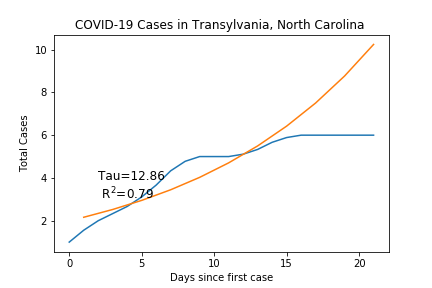 COVID-19 Cases in Transylvania, North Carolina
Total Cases
10
8
6
4
2
Tau=12.86
R²=0.79
0
5
10
15
20
Days since first case